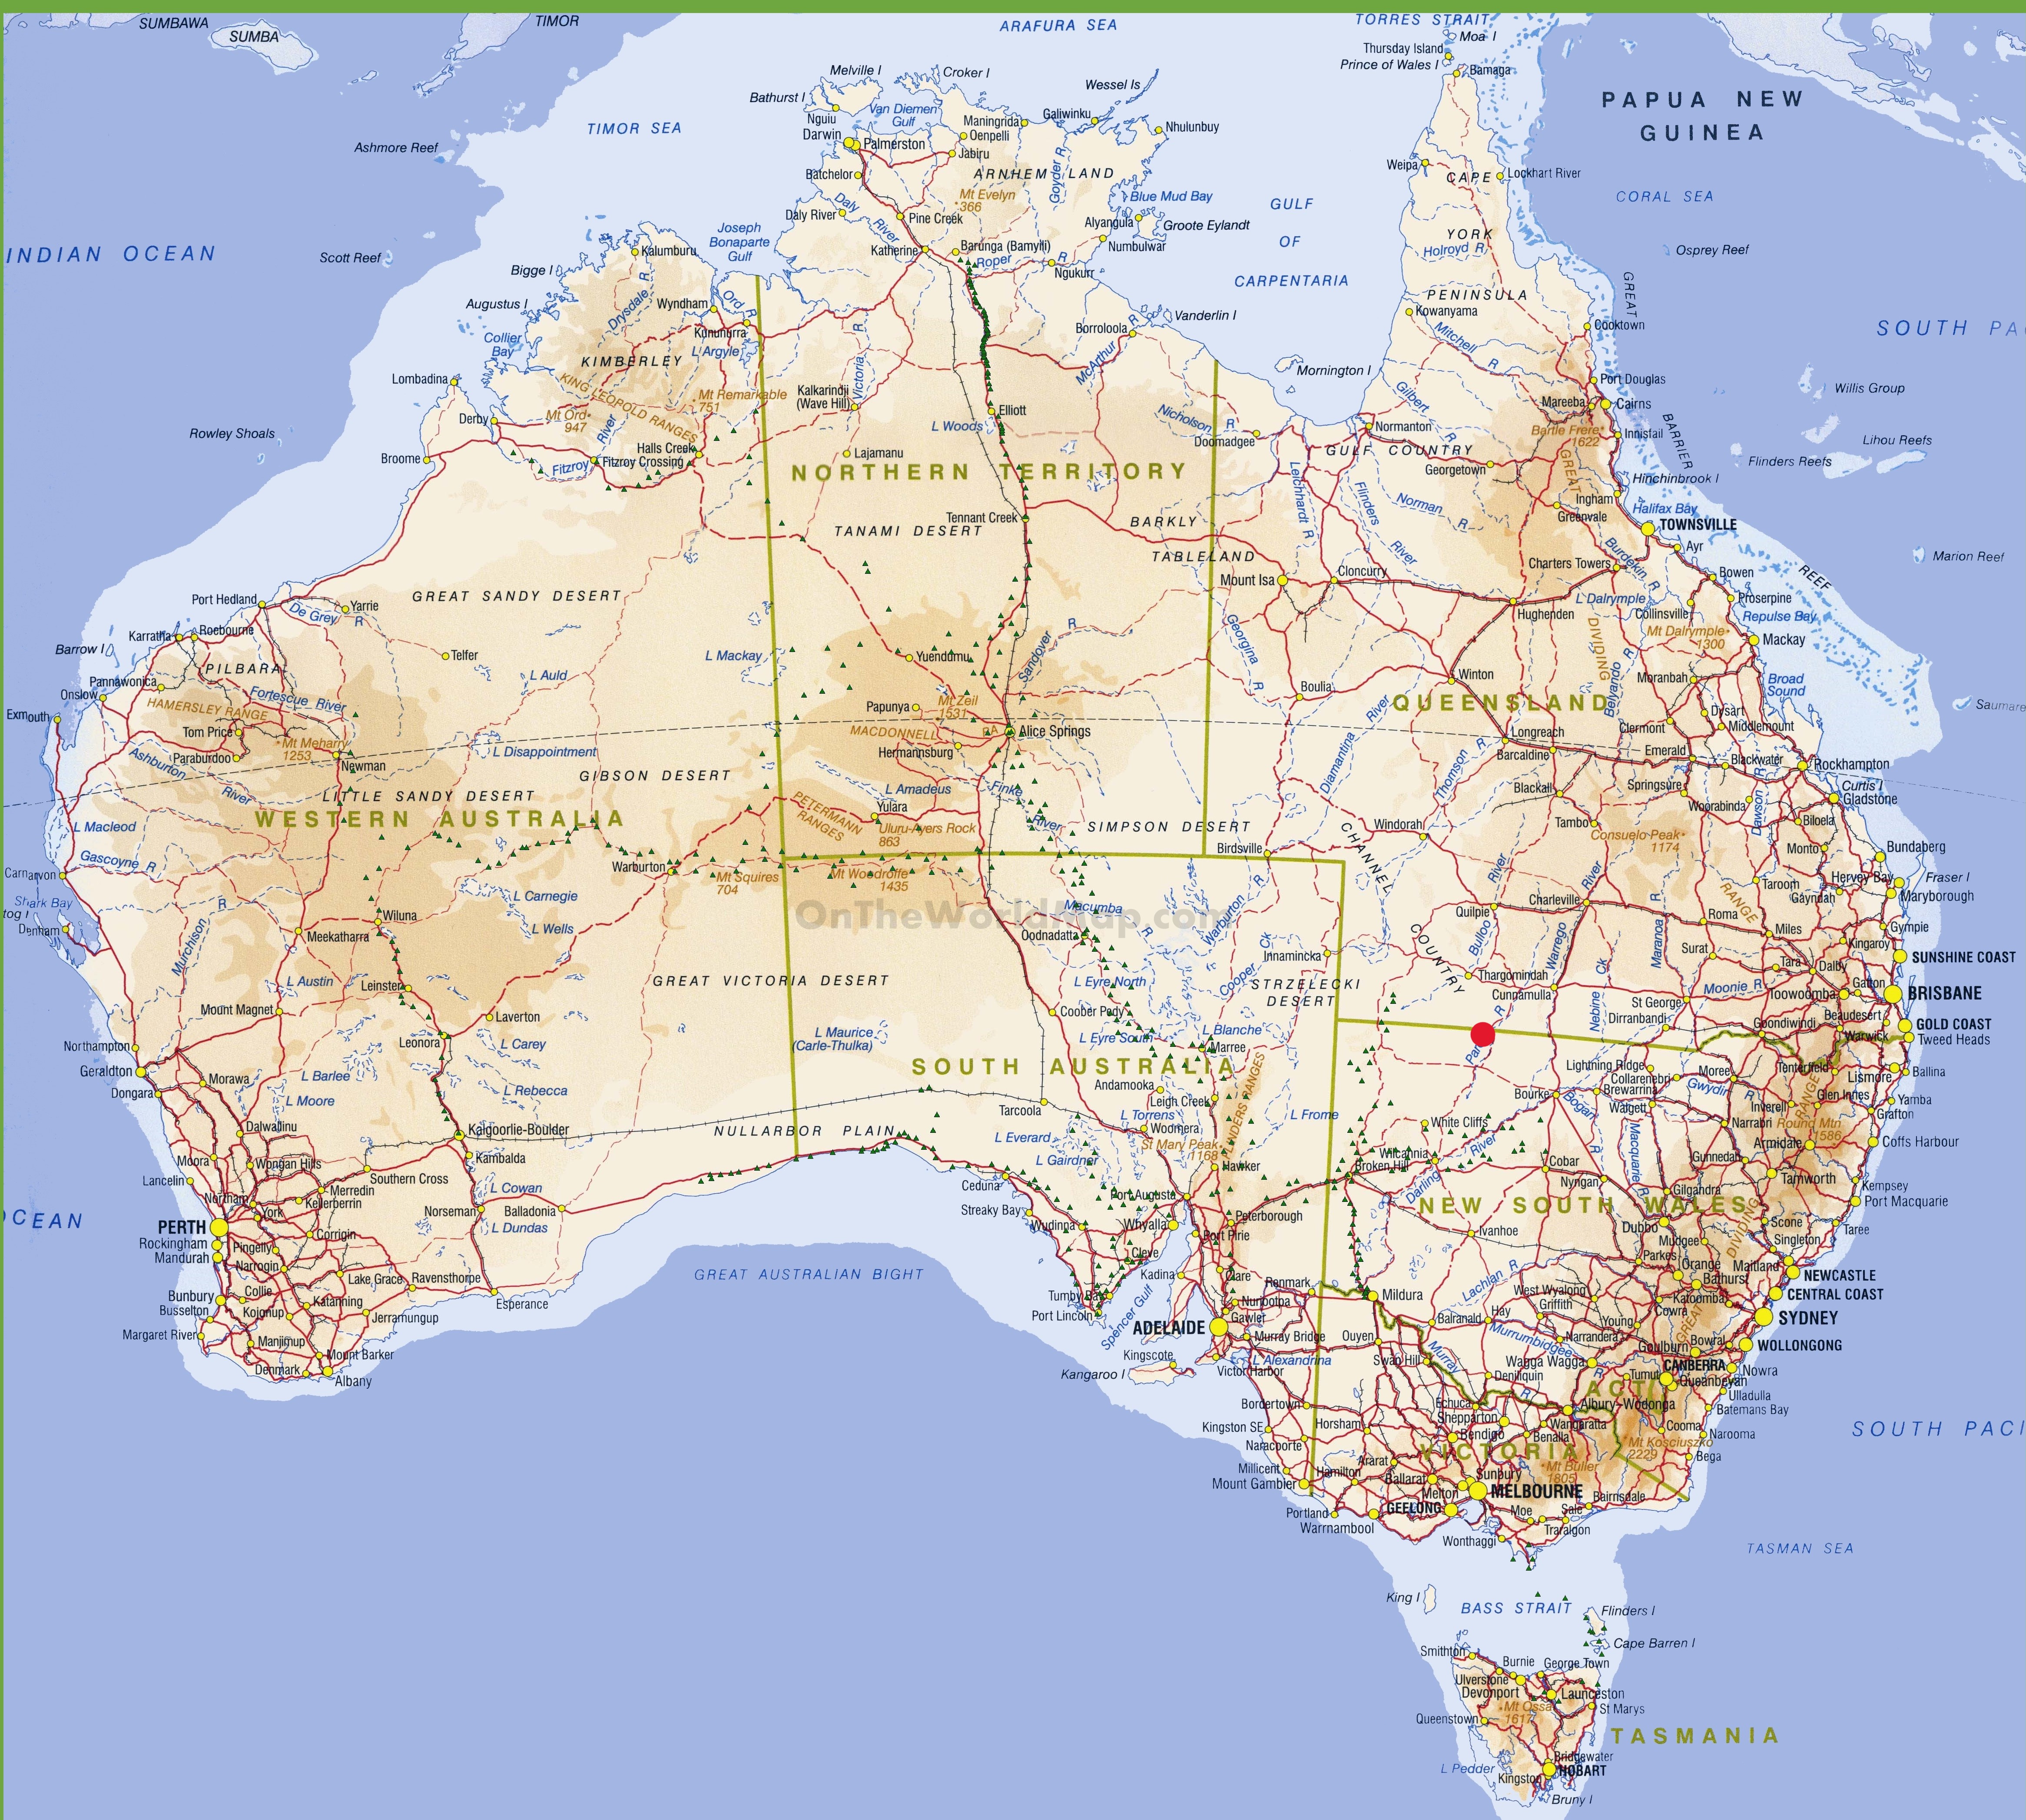 SUMBAWA
SUMBA
TIMOR
ARAFURA SEA
TORRES STRAIT
Moa I
Thursday Island
Prince of Wales I
Bamaga
PAPUA NEW
GUINEA
Melville I
Croker I
Wessel Is
Bathurst I
Van Diemen
Gulf
Nguiu
Maningrida
Galiwinku
Darwin
Palmerston
Oenpelli
Nhulunbuy
TIMOR SEA
Ashmore Reef
Jabiru
Batchelor
ARNHEM LAND
Goyder R
Mt Evelyn
366
Blue Mud Bay
Weipa
CAPE
Lockhart River
CORAL SEA
Daly River
Daly River
Pine Creek
Alyangula
Groote Eylandt
GULF
OF
CARPENTARIA
YORK
Holroyd R
Osprey Reef
INDIAN OCEAN
Scott Reef
Joseph
Bonaparte
Gulf
Katherine
Barunga (Bamyili)
Numbulwar
Roper R
Ngukurr
Kalumburu
Bigge I
Augustus I
Drysdale R
Wyndham
Ord R
Kununurra
PENINSULA
GREAT
Kowanyama
Vanderlin I
Borroloola
Cooktown
SOUTH PA
Collier
Bay
KIMBERLEY
L Argyle
Victoria R
McArthur R
Mitchell R
Mornington I
Lombadina
KING LEOPOLD RANGES
Mt Remarkable
751
Kalkarindji
(Wave Hill)
Port Douglas
Willis Group
Mareeba
Cairns
Gilbert R
Derby
Mt Ord
947
River
Elliott
L Woods
Nicholson R
Doomadgee
Normanton
Bartle Frere
1622
Innisfail
BARRIER
Rowley Shoals
Lihou Reefs
Broome
Halls Creek
Fitzroy
Fitzroy Crossing
Lajamanu
NORTHERN TERRITORY
GULF COUNTRY
Georgetown
GREAT
Flinders Reefs
Hinchinbrook I
Ingham
Leichhardt R
Flinders
Norman R
River
Greenvale
Halifax Bay
Tennant Creek
BARKLY
TABLELAND
TANAMI DESERT
TOWNSVILLE
Ayr
Marion Reef
REEF
Burdekin R
Charters Towers
Bowen
Mount Isa
Cloncurry
Hughenden
L Dalrymple
Collinsville
Proserpine
Repulse Bay
Port Hedland
De Grey R
Yarrie
GREAT SANDY DESERT
Karratha
Roebourne
Barrow I
Mt Dalrymple
1300
Mackay
DIVIDING
PILBARA
Telfer
L Mackay
Yuendumu
Sandover R
Georgina R
Pannawonica
L Auld
Onslow
Fortescue River
Boulia
Winton
Moranbah
Broad
Sound
QUEENSLAND
Belyando R
Exmouth
HAMERSLEY RANGE
Papunya
Mt Zeil
1531
Saumare
Dysart
Tom Price
Mt Meharry
1253
L Disappointment
MACDONNELL
RA
Alice Springs
Hermannsburg
Clermont
Middlemount
Longreach
Paraburdoo
Newman
Ashburton
River
GIBSON DESERT
Diamantina River
Thomson R
Barcaldine
Emerald
Blackwater
Rockhampton
Curtis I
Gladstone
LITTLE SANDY DESERT
L Amadeus
Finke
River
Blackall
Springsure
Woorabinda
WESTERN AUSTRALIA
PETERMANN
RANGES
Yulara
Uluru-Ayers Rock
863
SIMPSON DESERT
Windorah
Tambo
Consuelo Peak
1174
Dawson R
Biloela
L Macleod
Gascoyne R
CHANNEL
COUNTRY
Birdsville
Monto
Bundaberg
Carnarvon
Warburton
Mt Squires
704
Mt Woodroffe
1435
L Carnegie
Hervey Bay
Fraser I
Maryborough
Taroom
Gayndah
Shark Bay
tog I
Denham
Murchison R
Wiluna
Meekatharra
L Wells
OnTheWorldMap.com
Macumba R
Oodnadatta
Warburton R
Quilpie
Bulloo River
Charleville
Warrego River
Maranoa R
Roma
RANGE
Miles
Kingaroy
Gympie
SUNSHINE COAST
Surat
Tara
Dalby
Innamincka
Cooper Ck
STRZELECKI
DESERT
Thargomindah
Cunnamulla
Nebine Ck
St George
Moonie R
Gatton
Toowoomba
BRISBANE
Beaudesert
GREAT VICTORIA DESERT
L Eyre North
L Austin
Leinster
Mount Magnet
Laverton
Coober Pedy
Dirranbandi
Goondiwindi
Warwick
GOLD COAST
Tweed Heads
L Maurice
(Carle-Thulka)
L Eyre South
L Blanche
Marree
Leonora
L Carey
Northampton
Geraldton
SOUTH AUSTRALIA
Lightning Ridge
Collarenebri
Moree
Tenterfield
Lismore
Ballina
Morawa
L Barlee
L Rebecca
Dongara
L Moore
Andamooka
Leigh Creek
FLINDERS RANGES
Bourke
Bogan R
Brewarrina
Walgett
Gwydir R
Inverell
Glen Innes
Yamba
Grafton
Tarcoola
L Torrens
L Frome
White Cliffs
Narrabri
Round Mtn
1586
RANGE
Dalwallinu
Kalgoorlie-Boulder
NULLARBOR PLAIN
L Everard
Woomera
St Mary Peak
1168
Armidale
Coffs Harbour
Moora
Wongan Hills
Kambalda
L Gairdner
Hawker
Wilcannia
Broken Hill
Darling River
Cobar
Macquarie R
Gunnedah
Lancelin
Southern Cross
Merredin
Kellerberrin
Northam
York
L Cowan
Norseman
Balladonia
L Dundas
Ceduna
Streaky Bay
Port Augusta
Nyngan
Gilgandra
Tamworth
Kempsey
Port Macquarie
NEW SOUTH WALES
CEAN
PERTH
Rockingham
Mandurah
Pingelly
Corrigin
Wudinna
Whyalla
Peterborough
Port Pirie
Ivanhoe
Dubbo
Scone
Taree
Mudgee
DIVIDING
Singleton
Narrogin
Lake Grace
Ravensthorpe
GREAT AUSTRALIAN BIGHT
Cleve
Kadina
Clare
Renmark
Parkes
Orange
Maitland
Bathurst
NEWCASTLE
CENTRAL COAST
Bunbury
Collie
Katanning
Esperance
Busselton
Kojonup
Jerramungup
Port Lincoln
Spencer Gulf
Nuriootpa
Gawler
Mildura
Lachlan R
West Wyalong
Griffith
Katoomba
Cowra
Hay
Balranald
Young
GREAT
SYDNEY
Margaret River
Manjimup
Mount Barker
Denmark
Albany
ADELAIDE
Murray Bridge
Ouyen
Murrumbidgee R
Narrandera
Bowral
Goulburn
WOLLONGONG
Kingscote
Kangaroo I
L Alexandrina
Victor Harbor
Swan Hill
Murray R
Wagga Wagga
Deniliquin
CANBERRA
Nowra
Tumut
Queanbeyan
ACT
Ulladulla
Batemans Bay
Bordertown
Echuca
Albury-Wodonga
Shepparton
Kingston SE
Horsham
Wangaratta
Cooma
Narooma
Naracoorte
Bendigo
Benalla
VICTORIA
Mt Kosciuszko
2229
Bega
SOUTH PACI
Ararat
Millicent
Mount Gambier
Hamilton
Ballarat
Sunbury
Melton
Mt Buller
1805
MELBOURNE
Bairnsdale
Portland
GEELONG
Moe
Sale
Warrnambool
Traralgon
Wonthaggi
TASMAN SEA
King I
BASS STRAIT
Flinders I
Cape Barren I
Smithton
Burnie
George Town
Ulverstone
Devonport
Launceston
St Marys
Mt Ossa
1617
Queenstown
TASMANIA
Bridgewater
L Pedder
HOBART
Kingston
Bruny I